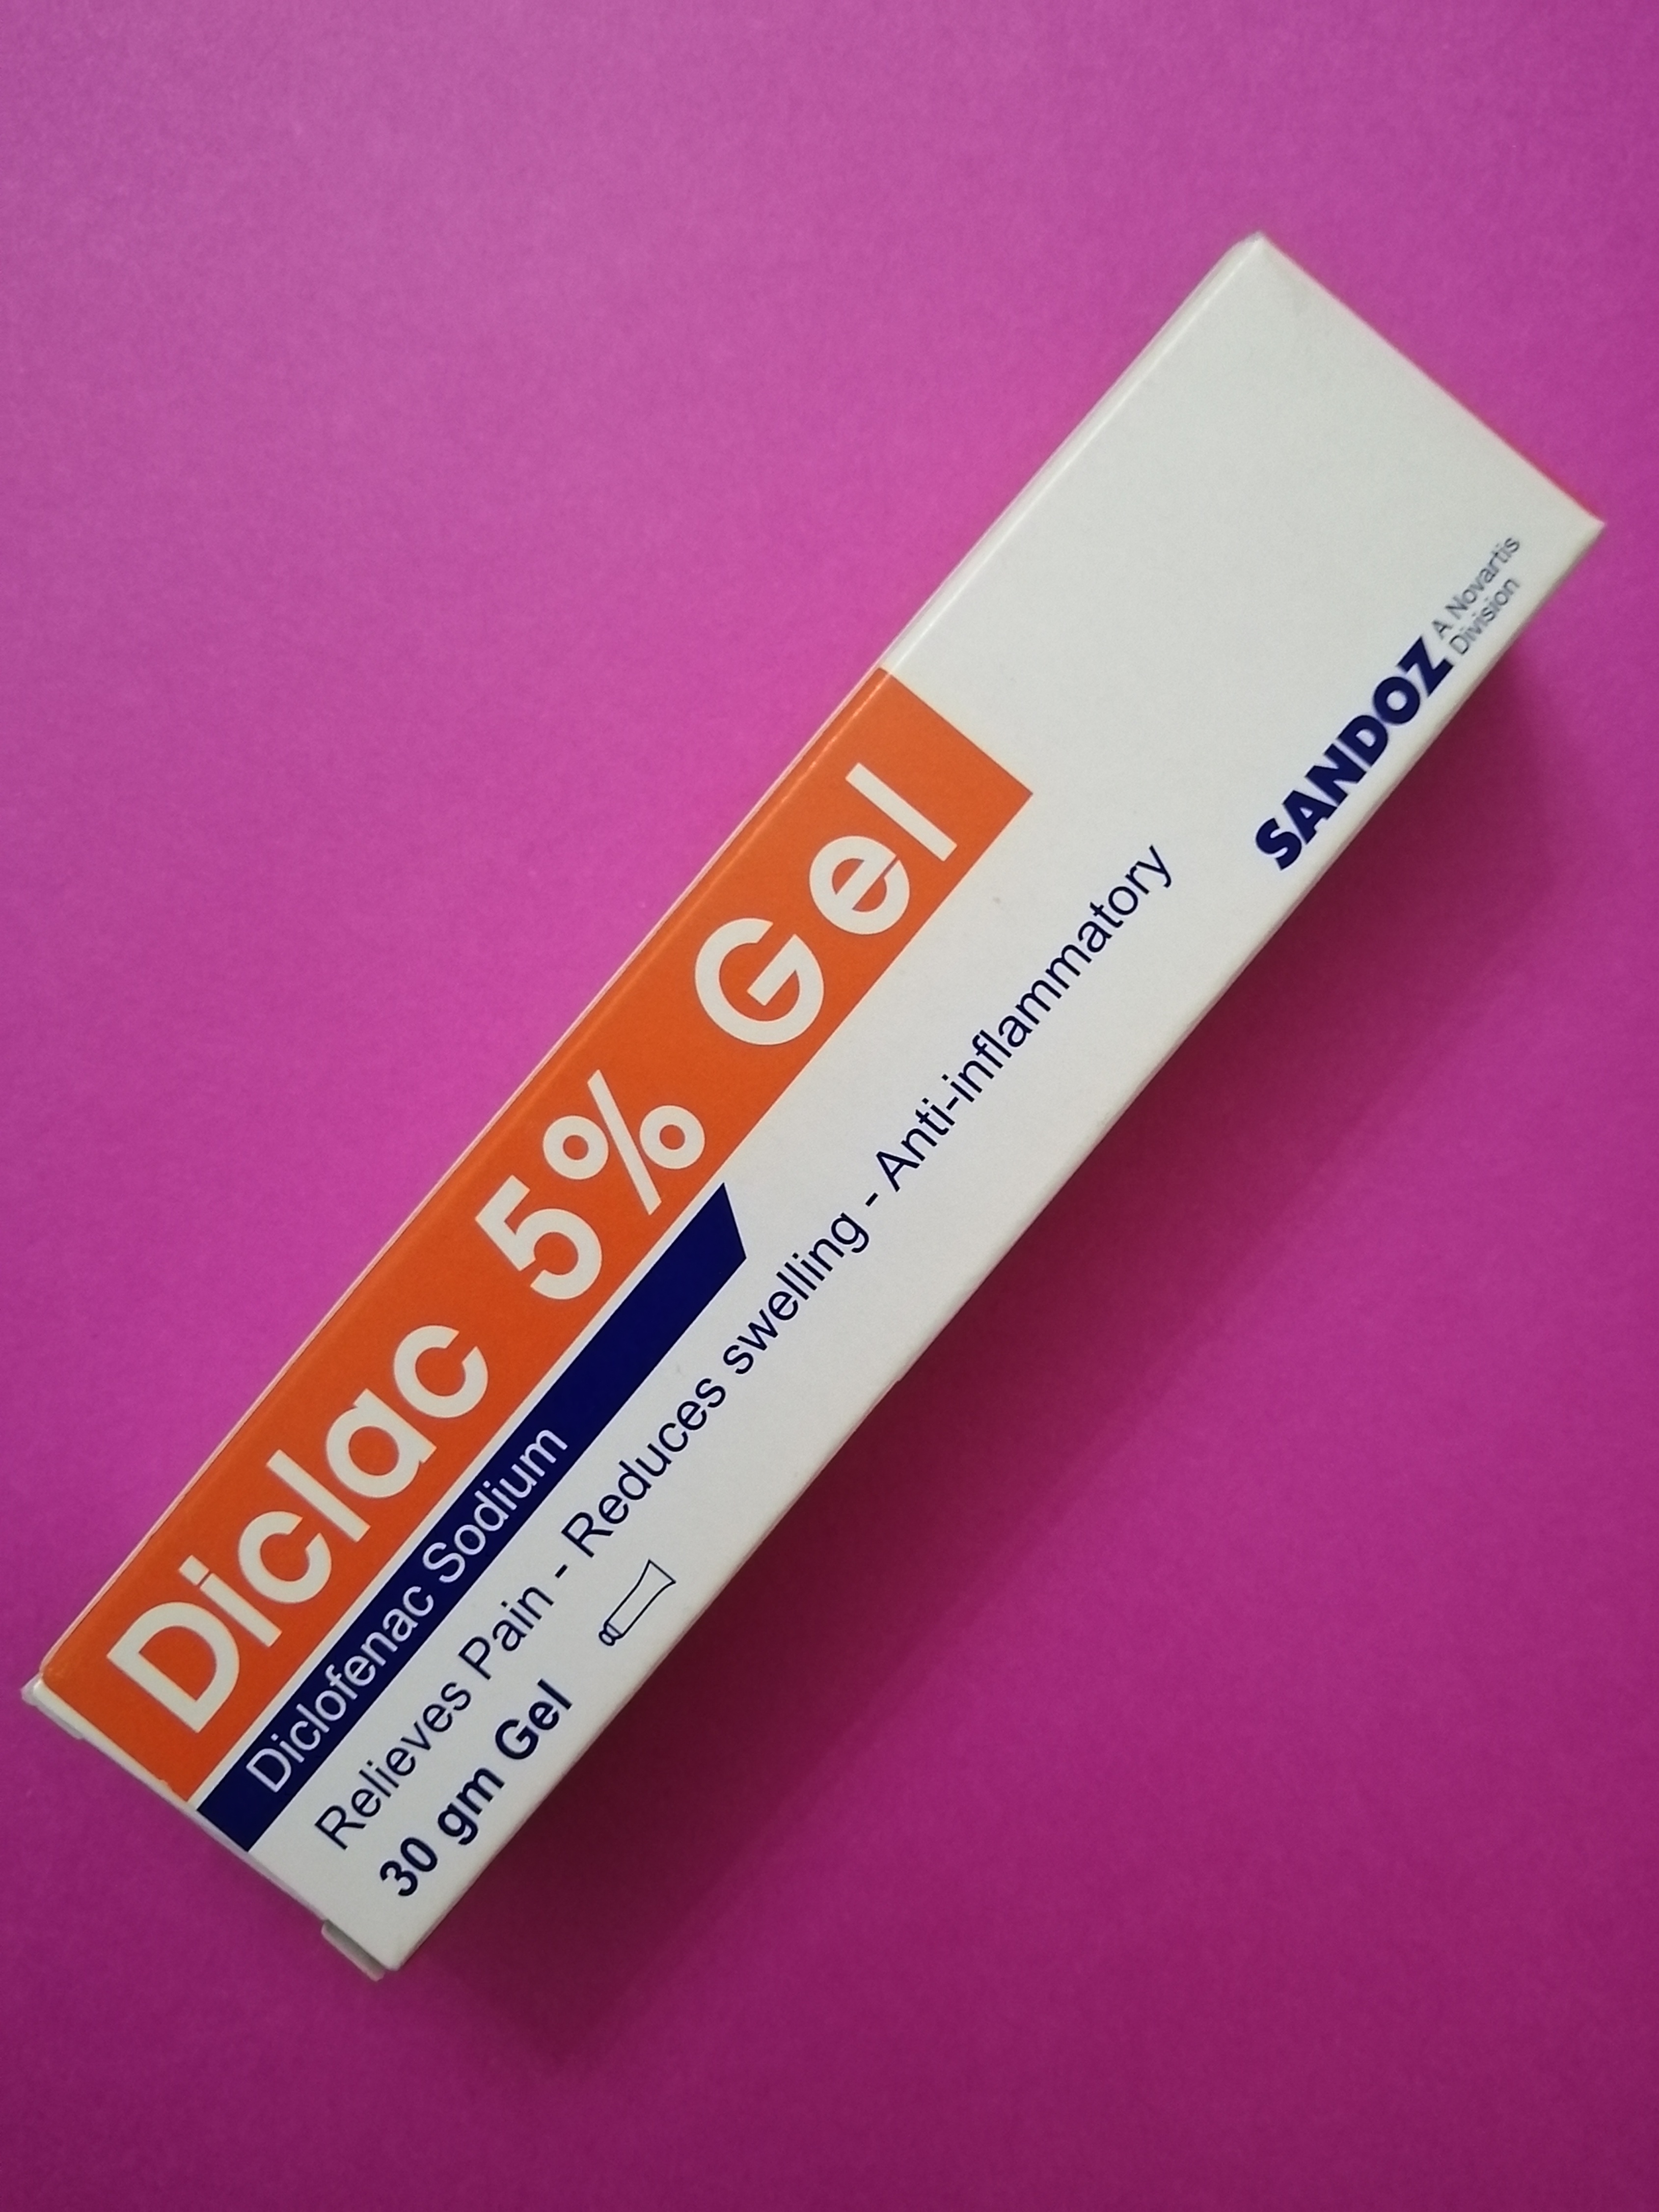 Diclac 5% Gel
Diclofenac Sodium
Relieves Pain - Reduces swelling - Anti-inflammatory
30 gm Gel
SANDOZ A Novartis
Division